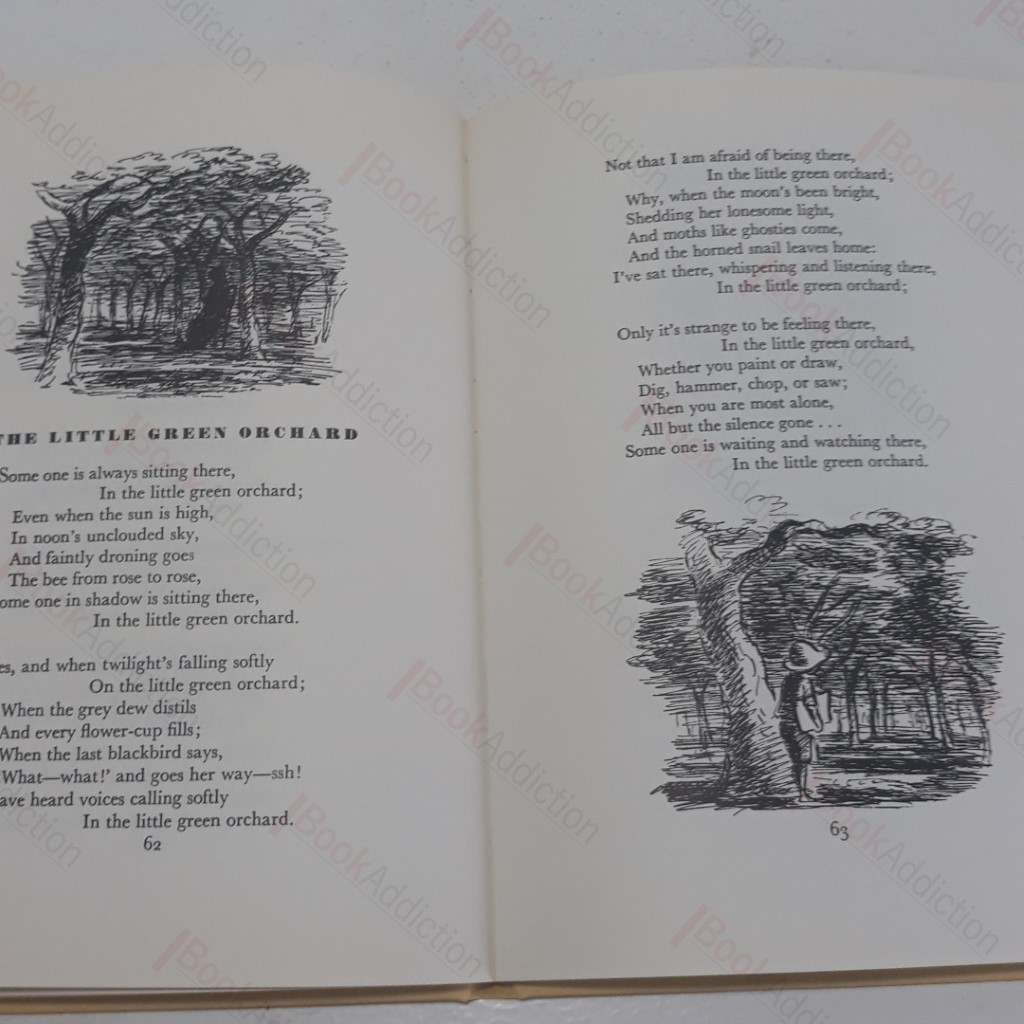 THE LITTLE GREEN ORCHARD
Some one is always sitting there,
In the little green orchard;
Even when the sun is high,
In noon's unclouded sky,
And faintly droning goes
The bee from rose to rose,
ome one in shadow is sitting there,
In the little green orchard.
es, and when twilight's falling softly
On the little green orchard;
When the grey dew distils
And every flower-cup fills;
When the last blackbird says,
'What—what!' and goes her way—ssh!
ave heard voices calling softly
In the little green orchard.
62
Not that I am afraid of being there,
In the little green orchard;
Why, when the moon's been bright,
Shedding her lonesome light,
And moths like ghosties come,
And the horned snail leaves home:
I've sat there, whispering and listening there,
In the little green orchard;
Only it's strange to be feeling there,
In the little green orchard,
Whether you paint or draw,
Dig, hammer, chop, or saw;
When you are most alone,
All but the silence gone . . .
Some one is waiting and watching there,
In the little green orchard.
63
BookAddiction